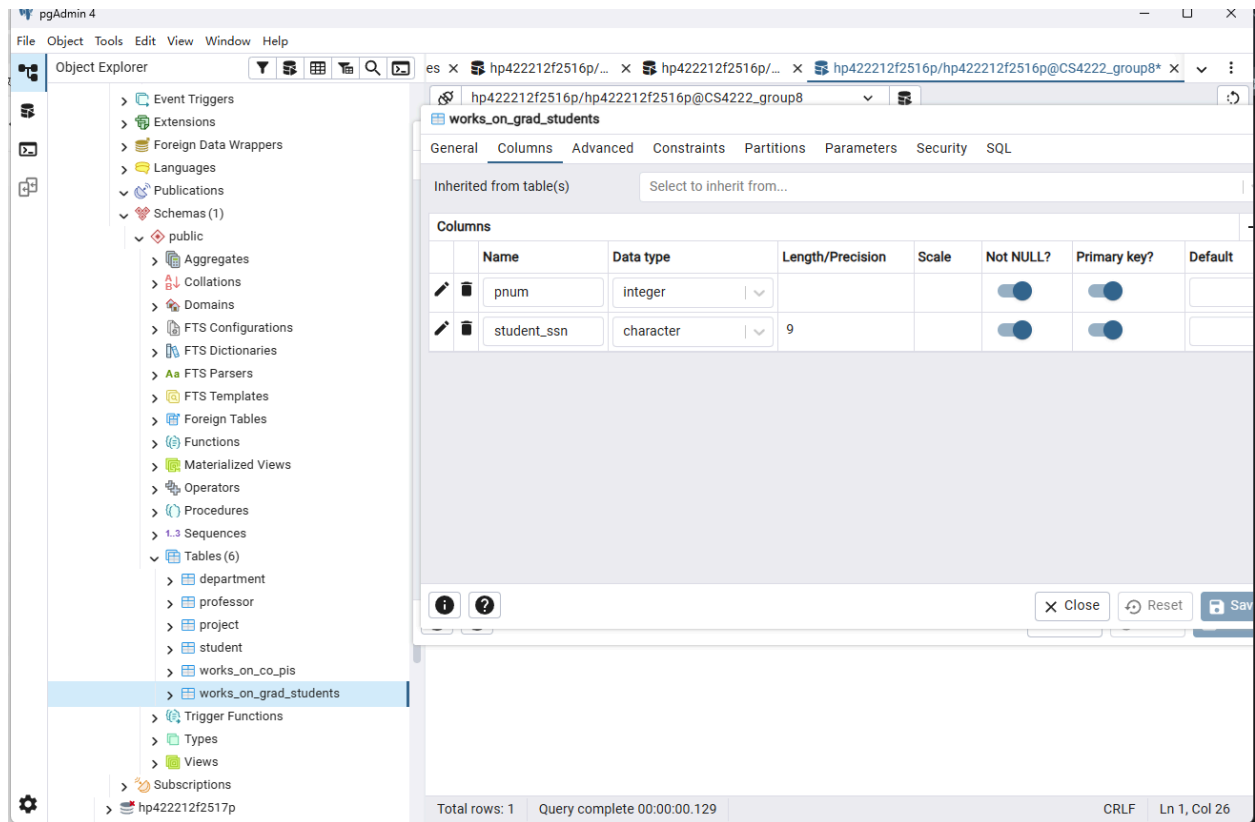 pgAdmin 4
File Object Tools Edit View Window Help
Object Explorer
es hp422212f2516p/... hp422212f2516p/... hp422212f2516p/hp422212f2516p@CS4222_group8*
hp422212f2516p/hp422212f2516p@CS4222_group8
Event Triggers
Extensions
Foreign Data Wrappers
Languages
Publications
Schemas (1)
public
Aggregates
Collations
Domains
FTS Configurations
FTS Dictionaries
Aa FTS Parsers
FTS Templates
Foreign Tables
Functions
Materialized Views
Operators
Procedures
1..3 Sequences
Tables (6)
department
professor
project
student
works_on_co_pis
works_on_grad_students
Trigger Functions
Types
Views
Subscriptions
hp422212f2517p
works_on_grad_students
General Columns Advanced Constraints Partitions Parameters Security SQL
Inherited from table(s) Select to inherit from...
Columns
Name Data type Length/Precision Scale Not NULL? Primary key? Default
pnum integer
student_ssn character 9
Close Reset Sav
Total rows: 1 Query complete 00:00:00.129 CRLF Ln 1, Col 26